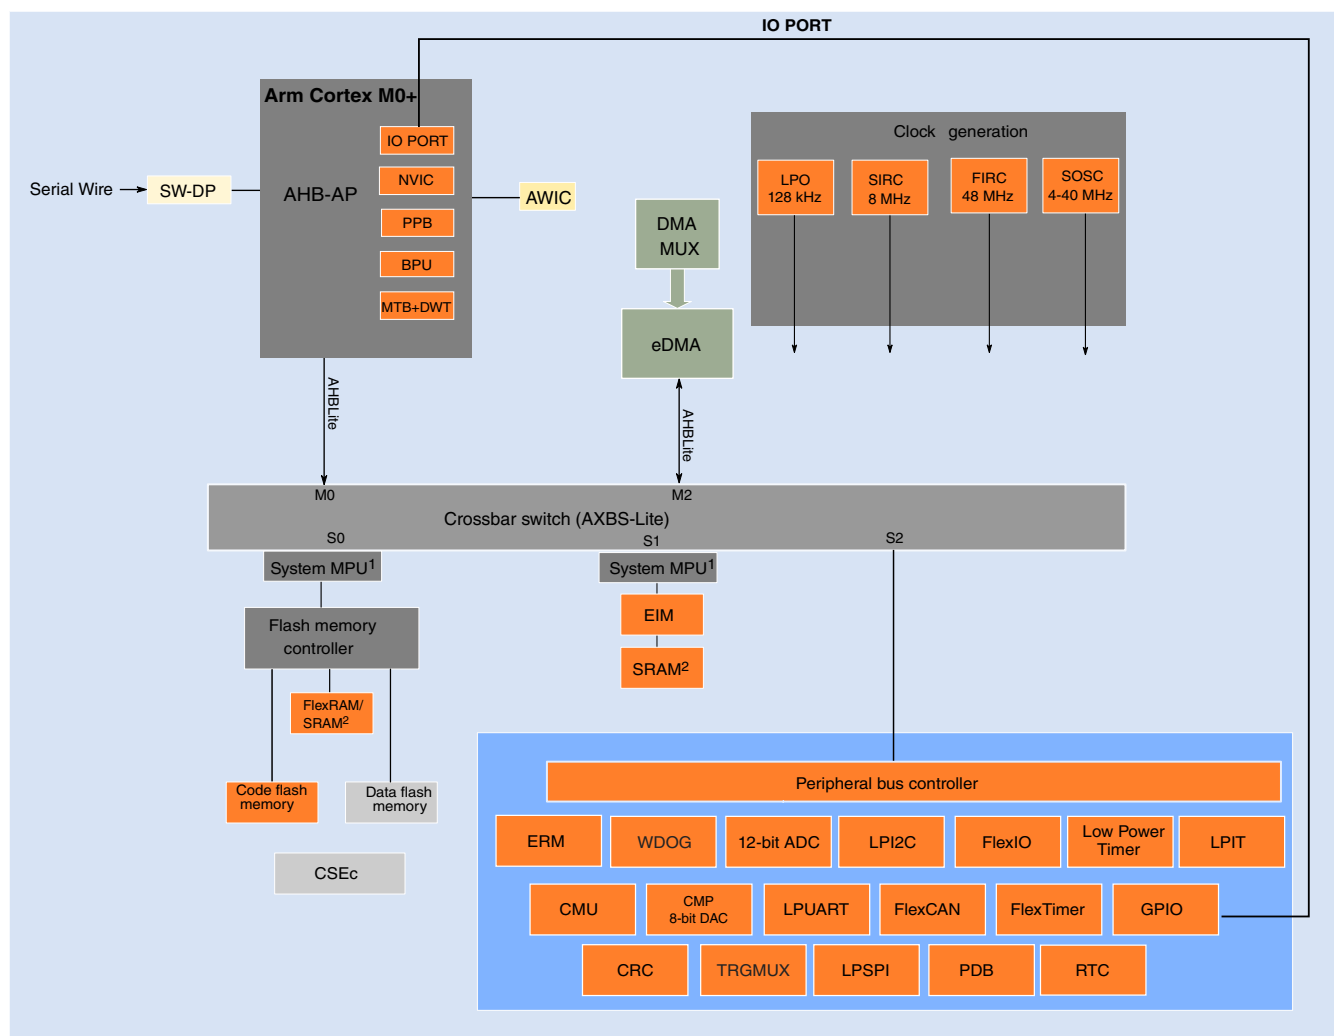 IO PORT
Arm Cortex M0+
IO PORT
NVIC
PPB
BPU
MTB+DWT
AHB-AP
Serial Wire
SW-DP
AWIC
DMA
MUX
eDMA
Clock generation
LPO
128 kHz
SIRC
8 MHz
FIRC
48 MHz
SOSC
4-40 MHz
AHBLite
AHBLite
M0
M2
Crossbar switch (AXBS-Lite)
S0
S1
S2
System MPU1
System MPU1
Flash memory
controller
EIM
SRAM2
FlexRAM/
SRAM2
Code flash
memory
Data flash
memory
CSEc
Peripheral bus controller
ERM
WDOG
12-bit ADC
LPI2C
FlexIO
Low Power
Timer
LPIT
CMU
CMP
8-bit DAC
LPUART
FlexCAN
FlexTimer
GPIO
CRC
TRGMUX
LPSPI
PDB
RTC